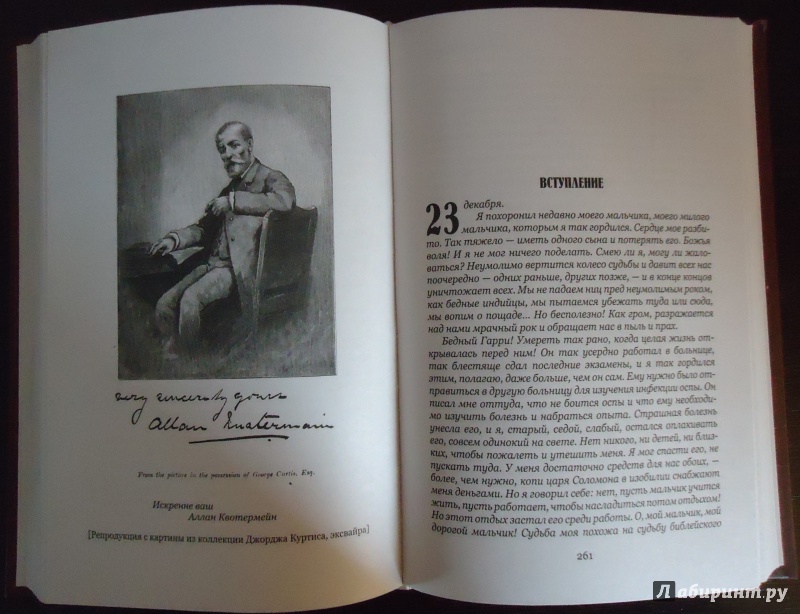 very sincerely yours
Allan Quatermain
From the picture in the possession of George Curtis, Esq.
Искренне ваш
Аллан Квотермейн
[Репродукция с картины из коллекции Джорджа Куртиса, эсквайра]
ВСТУПЛЕНИЕ
23 декабря.
Я похоронил недавно моего мальчика, моего милого
мальчика, которым я так гордился. Сердце мое разби-
то. Так тяжело — иметь одного сына и потерять его. Божья
воля! И я не мог ничего поделать. Смею ли я, могу ли жало-
ваться? Неумолимо вертится колесо судьбы и давит всех нас
поочередно — одних раньше, других позже, — и в конце концов
уничтожает всех. Мы не падаем ниц пред неумолимым роком,
как бедные индийцы, мы пытаемся убежать туда или сюда,
мы вопим о пощаде... Но бесполезно! Как гром, разражается
над нами мрачный рок и обращает нас в пыль и прах.
Бедный Гарри! Умереть так рано, когда целая жизнь от-
крывалась перед ним! Он так усердно работал в больнице,
так блестяще сдал последние экзамены, и я так гордился
этим, полагаю, даже больше, чем он сам. Ему нужно было от-
правиться в другую больницу для изучения инфекции оспы. Он
писал мне оттуда, что не боится оспы и что ему необходи-
мо изучить болезнь и набраться опыта. Страшная болезнь
унесла его, и я, старый, седой, слабый, остался оплакивать
его, совсем одинокий на свете. Нет никого, ни детей, ни близ-
ких, чтобы пожалеть и утешить меня. Я мог спасти его, не
пускать туда. У меня достаточно средств для нас обоих, —
более, чем нужно, копи царя Соломона в изобилии снабжают
меня деньгами. Но я говорил себе: нет, пусть мальчик учится
жить, пусть работает, чтобы насладиться потом отдыхом!
Но этот отдых застал его среди работы. О, мой мальчик, мой
дорогой мальчик! Судьба моя похожа на судьбу библейского
261
Лабиринт.ру